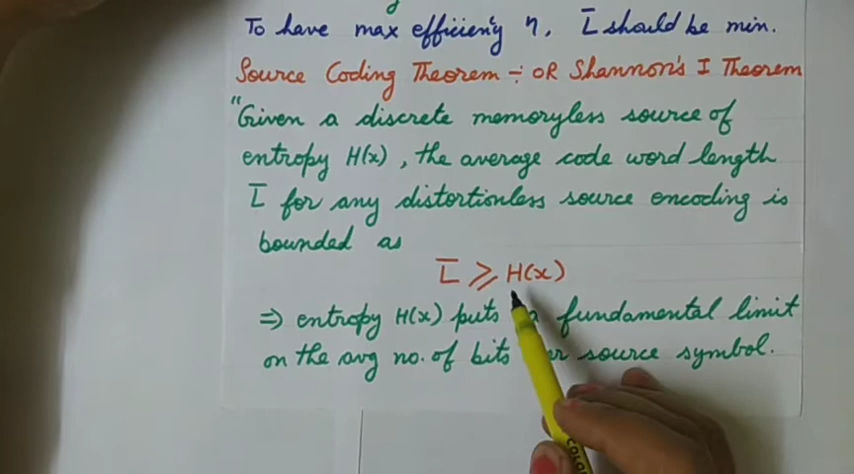 To have max efficiency η, L̅ should be min.
Source Coding Theorem ÷ OR Shannon's I Theorem
"Given a discrete memoryless source of
entropy H(x), the average code word length
L̅ for any distortionless source encoding is
bounded as
L̅ ⩾ H(x)
⇒ entropy H(x) puts a fundamental limit
on the avg no. of bits per source symbol.